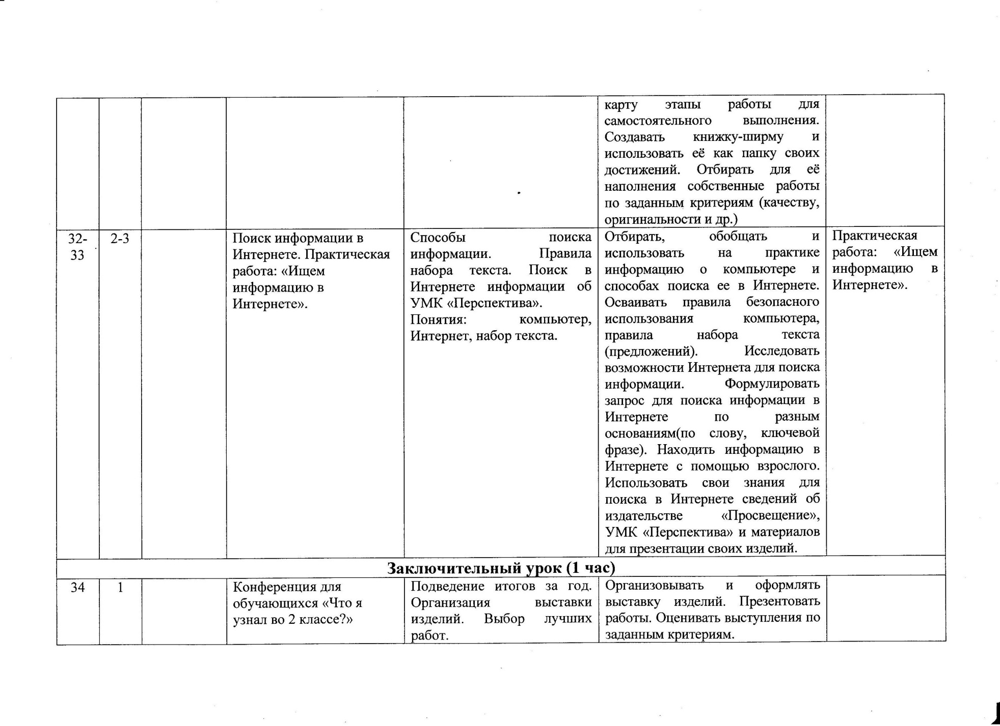 карту этапы работы для
самостоятельного выполнения.
Создавать книжку-ширму и
использовать её как папку своих
достижений. Отбирать для её
наполнения собственные работы
по заданным критериям (качеству,
оригинальности и др.)
32-
33
2-3
Поиск информации в
Интернете. Практическая
работа: «Ищем
информацию в
Интернете».
Способы поиска
информации. Правила
набора текста. Поиск в
Интернете информации об
УМК «Перспектива».
Понятия: компьютер,
Интернет, набор текста.
Отбирать, обобщать и
использовать на практике
информацию о компьютере и
способах поиска ее в Интернете.
Осваивать правила безопасного
использования компьютера,
правила набора текста
(предложений). Исследовать
возможности Интернета для поиска
информации. Формулировать
запрос для поиска информации в
Интернете по разным
основаниям(по слову, ключевой
фразе). Находить информацию в
Интернете с помощью взрослого.
Использовать свои знания для
поиска в Интернете сведений об
издательстве «Просвещение»,
УМК «Перспектива» и материалов
для презентации своих изделий.
Практическая
работа: «Ищем
информацию в
Интернете».
Заключительный урок (1 час)
34
1
Конференция для
обучающихся «Что я
узнал во 2 классе?»
Подведение итогов за год.
Организация выставки
изделий. Выбор лучших
работ.
Организовывать и оформлять
выставку изделий. Презентовать
работы. Оценивать выступления по
заданным критериям.